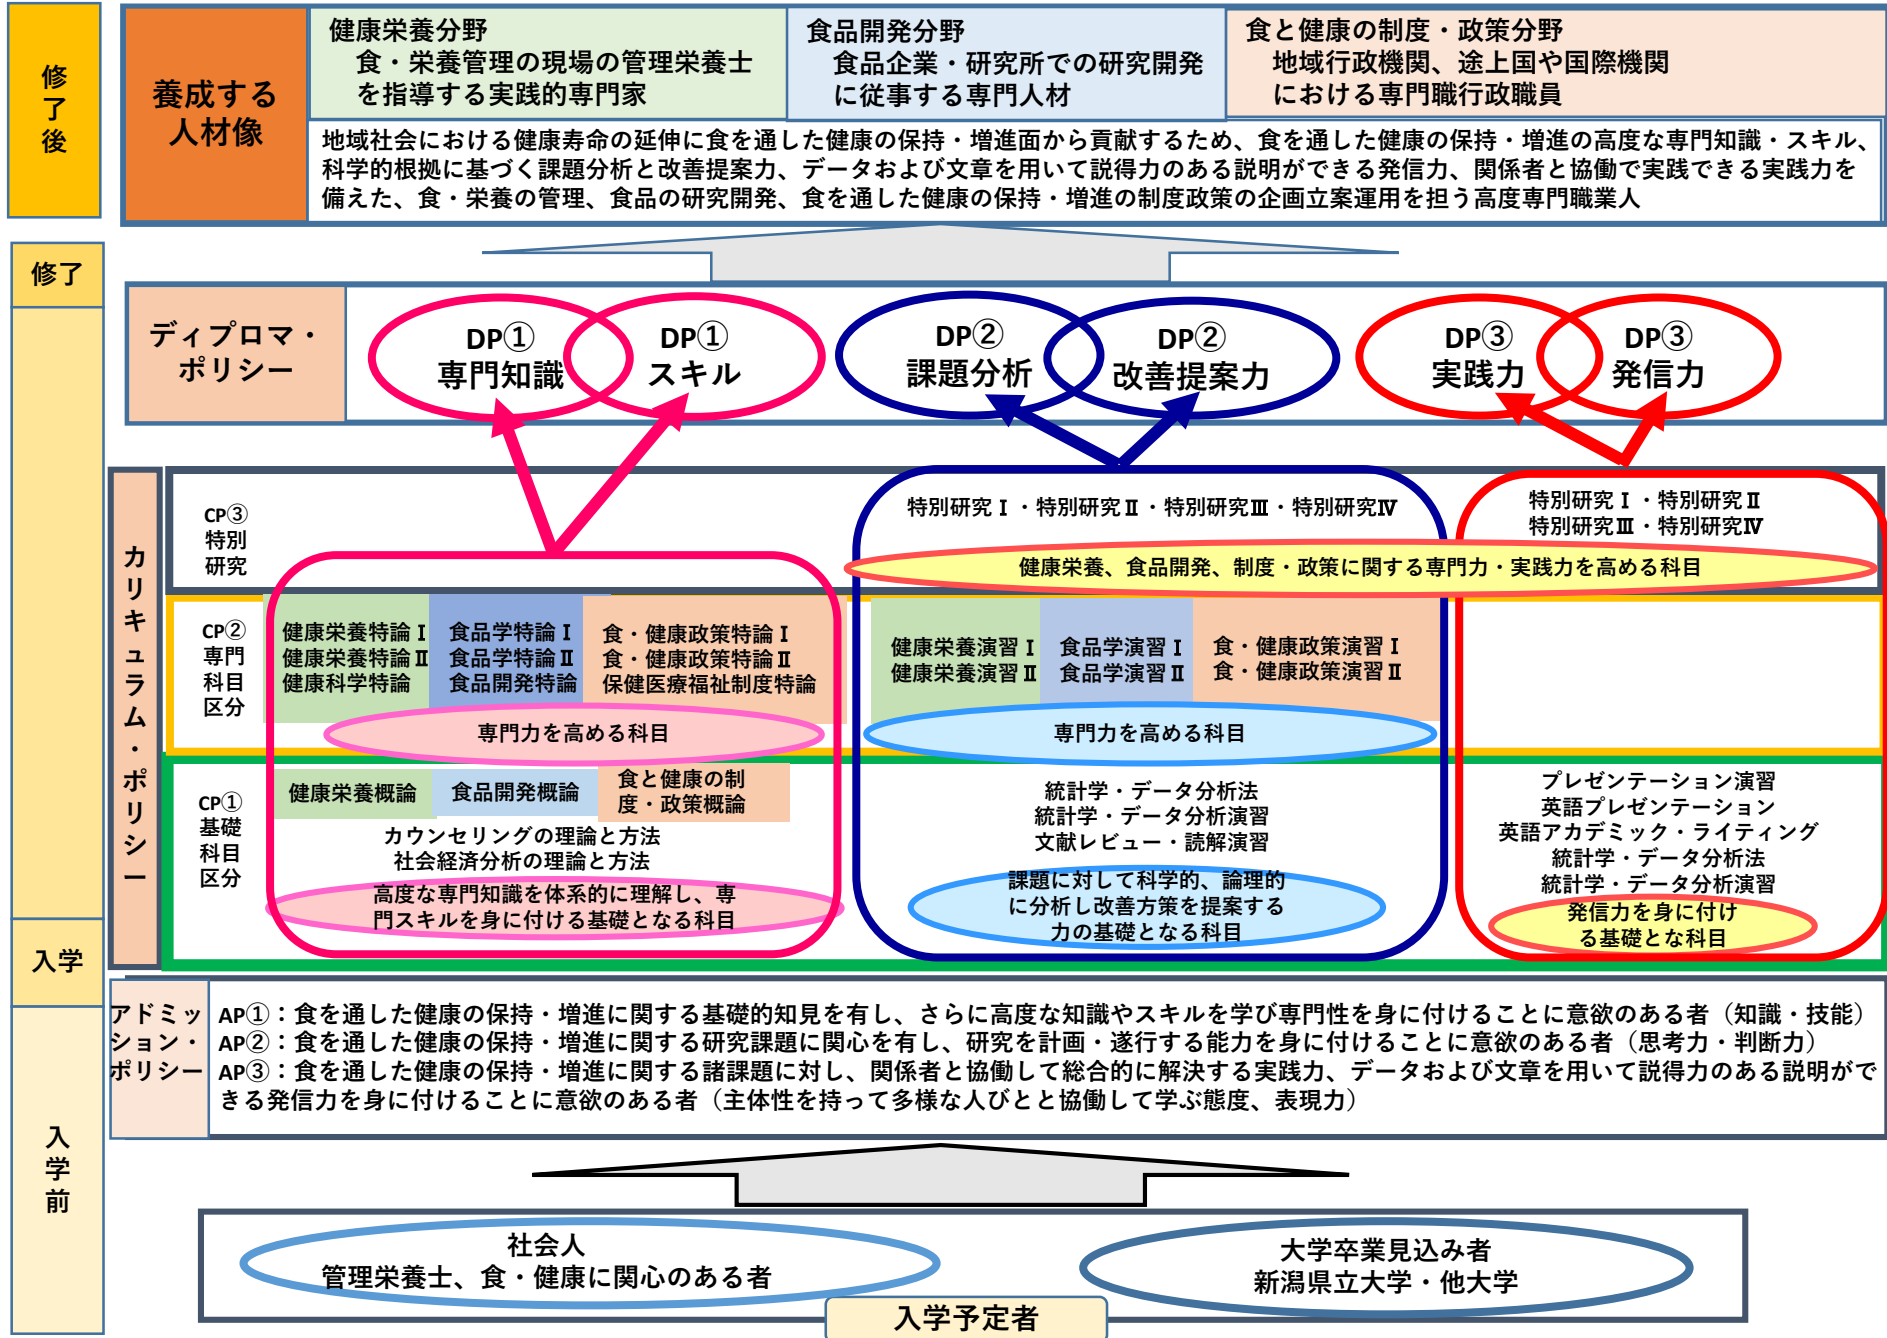 修了後
養成する
人材像
健康栄養分野
食・栄養管理の現場の管理栄養士
を指導する実践的専門家
食品開発分野
食品企業・研究所での研究開発
に従事する専門人材
食と健康の制度・政策分野
地域行政機関、途上国や国際機関
における専門職行政職員
地域社会における健康寿命の延伸に食を通した健康の保持・増進面から貢献するため、食を通した健康の保持・増進の高度な専門知識・スキル、
科学的根拠に基づく課題分析と改善提案力、データおよび文章を用いて説得力のある説明ができる発信力、関係者と協働で実践できる実践力を
備えた、食・栄養の管理、食品の研究開発、食を通した健康の保持・増進の制度政策の企画立案運用を担う高度専門職業人
修了
ディプロマ・
ポリシー
DP①
専門知識
DP①
スキル
DP②
課題分析
DP②
改善提案力
DP③
実践力
DP③
発信力
カリキュラム・ポリシー
CP③
特別
研究
特別研究Ⅰ・特別研究Ⅱ・特別研究Ⅲ・特別研究Ⅳ
特別研究Ⅰ・特別研究Ⅱ
特別研究Ⅲ・特別研究Ⅳ
健康栄養、食品開発、制度・政策に関する専門力・実践力を高める科目
CP②
専門
科目
区分
健康栄養特論Ⅰ
健康栄養特論Ⅱ
健康科学特論
食品学特論Ⅰ
食品学特論Ⅱ
食品開発特論
食・健康政策特論Ⅰ
食・健康政策特論Ⅱ
保健医療福祉制度特論
専門力を高める科目
健康栄養演習Ⅰ
健康栄養演習Ⅱ
食品学演習Ⅰ
食品学演習Ⅱ
食・健康政策演習Ⅰ
食・健康政策演習Ⅱ
専門力を高める科目
CP①
基礎
科目
区分
健康栄養概論
食品開発概論
食と健康の制
度・政策概論
カウンセリングの理論と方法
社会経済分析の理論と方法
高度な専門知識を体系的に理解し、専
門スキルを身に付ける基礎となる科目
統計学・データ分析法
統計学・データ分析演習
文献レビュー・読解演習
課題に対して科学的、論理的
に分析し改善方策を提案する
力の基礎となる科目
プレゼンテーション演習
英語プレゼンテーション
英語アカデミック・ライティング
統計学・データ分析法
統計学・データ分析演習
発信力を身に付け
る基礎とな科目
入学
アドミッ
ション・
ポリシー
AP①：食を通した健康の保持・増進に関する基礎的知見を有し、さらに高度な知識やスキルを学び専門性を身に付けることに意欲のある者（知識・技能）
AP②：食を通した健康の保持・増進に関する研究課題に関心を有し、研究を計画・遂行する能力を身に付けることに意欲のある者（思考力・判断力）
AP③：食を通した健康の保持・増進に関する諸課題に対し、関係者と協働して総合的に解決する実践力、データおよび文章を用いて説得力のある説明がで
きる発信力を身に付けることに意欲のある者（主体性を持って多様な人びとと協働して学ぶ態度、表現力）
入学前
社会人
管理栄養士、食・健康に関心のある者
大学卒業見込み者
新潟県立大学・他大学
入学予定者